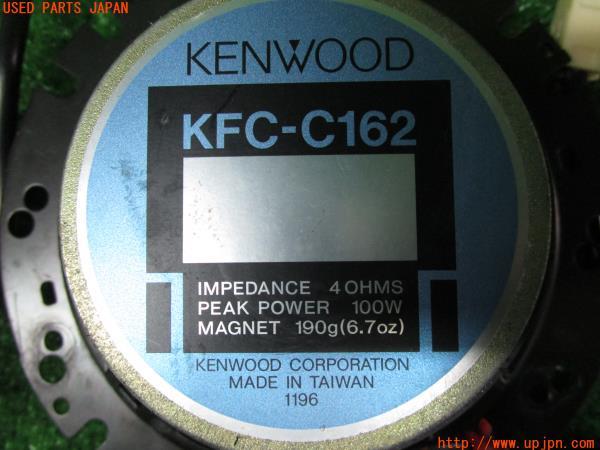 USED PARTS JAPAN
KENWOOD
KFC-C162
IMPEDANCE 4 OHMS
PEAK POWER 100W
MAGNET 190g(6.7oz)
KENWOOD CORPORATION
MADE IN TAIWAN
1196
http://www.upjpn.com/